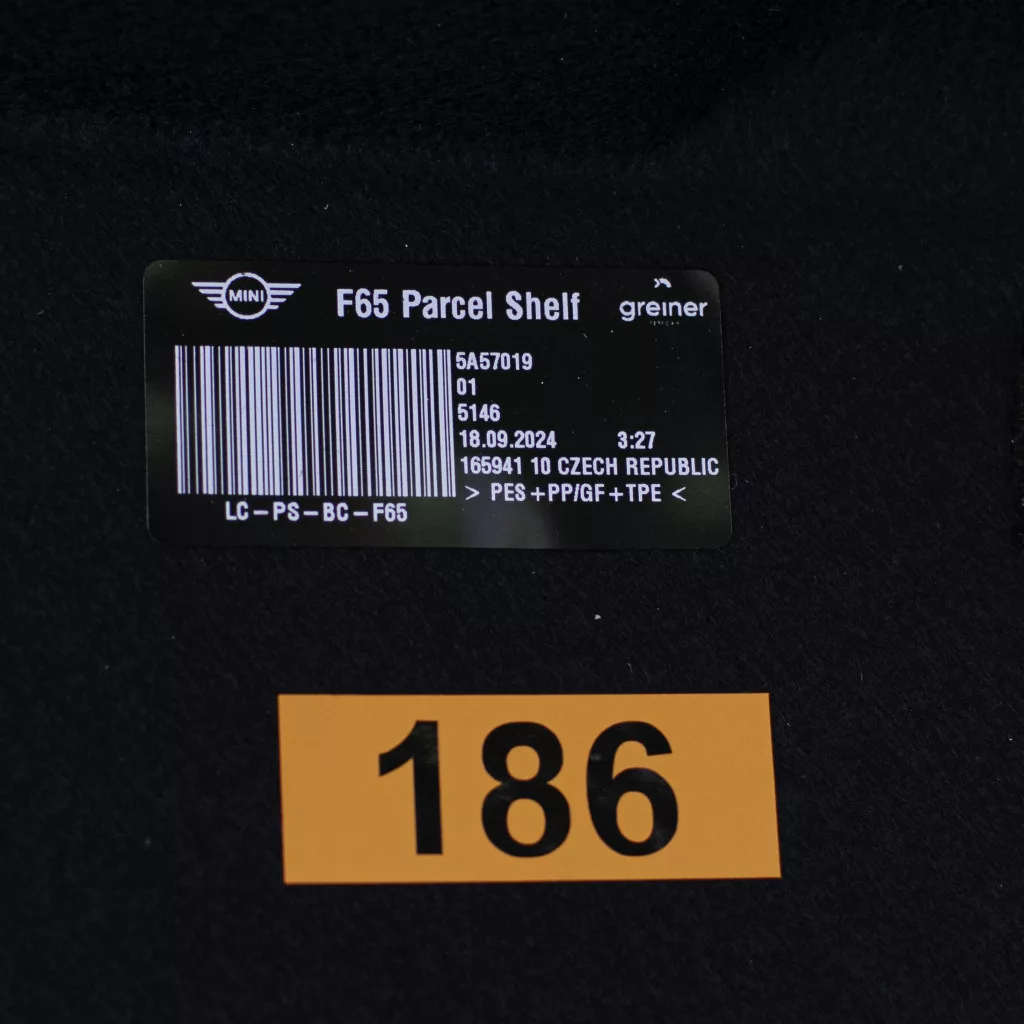 MINI
F65 Parcel Shelf
greiner
5A57019
01
5146
18.09.2024 3:27
165941 10 CZECH REPUBLIC
> PES+PP/GF+TPE <
LC-PS-BC-F65
186